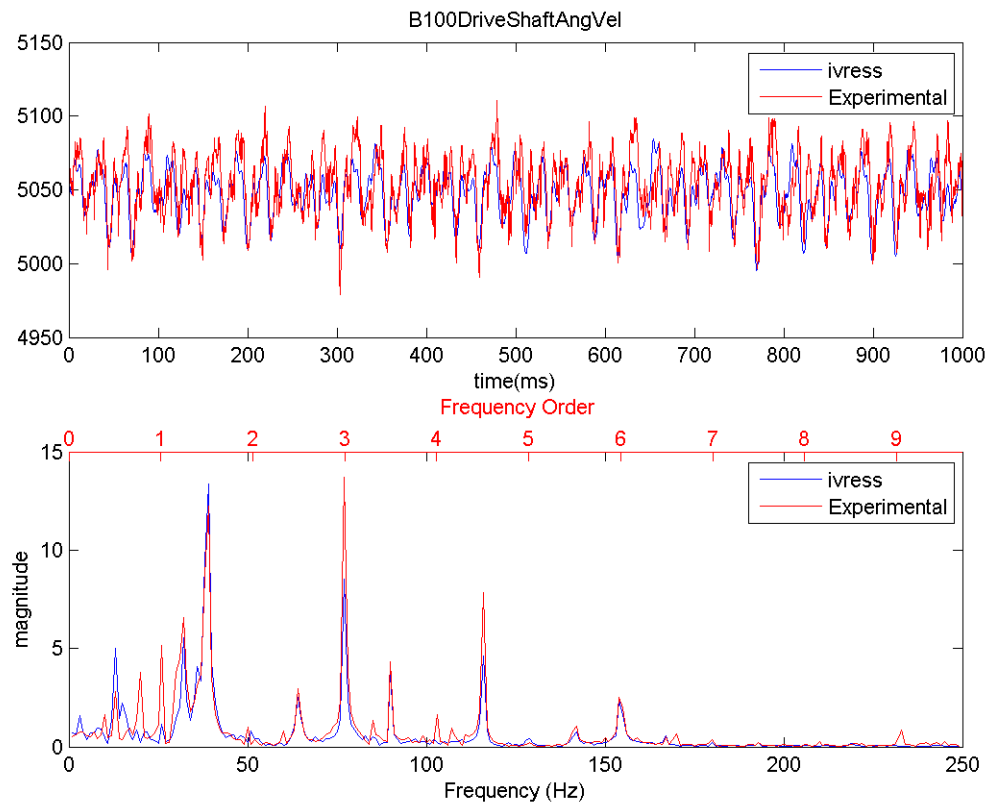 B100DriveShaftAngVel
5150
5100
5050
5000
4950
ivress
Experimental
0 100 200 300 400 500 600 700 800 900 1000
time(ms)
Frequency Order
0 1 2 3 4 5 6 7 8 9
15
10
5
0
magnitude
ivress
Experimental
0 50 100 150 200 250
Frequency (Hz)